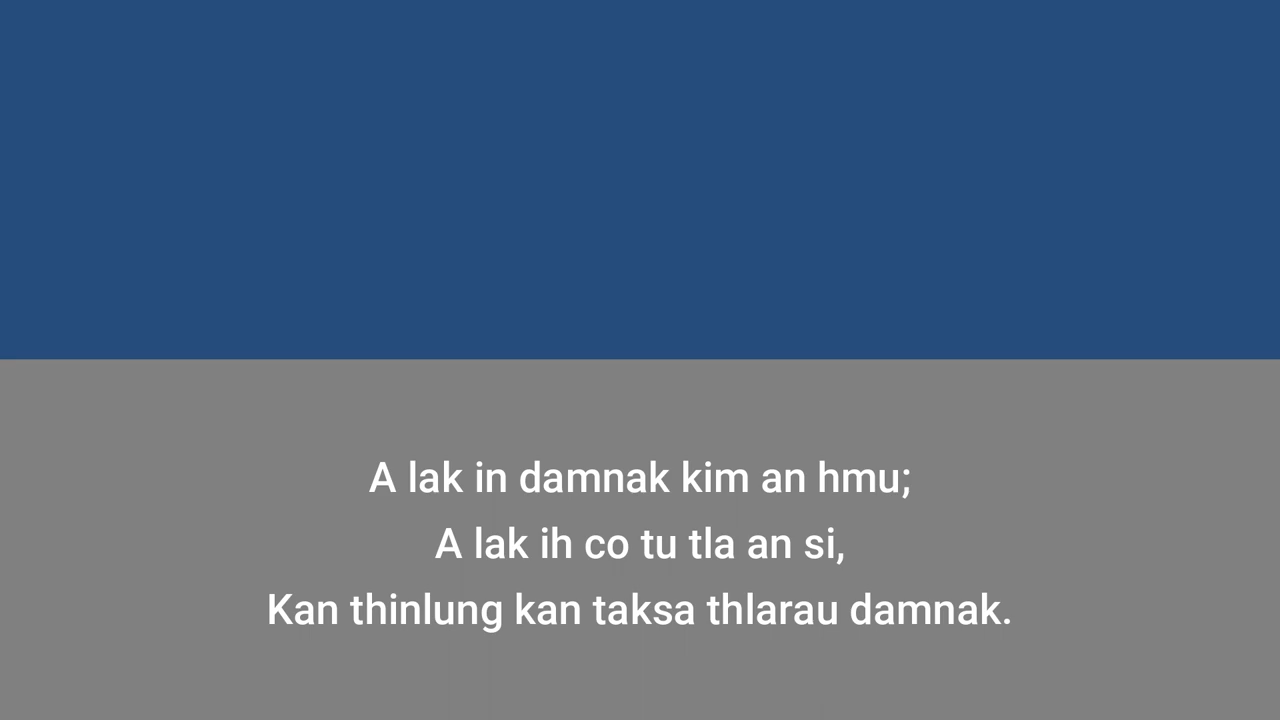 A lak in damnak kim an hmu;
A lak ih co tu tla an si,
Kan thinlung kan taksa thlarau damnak.